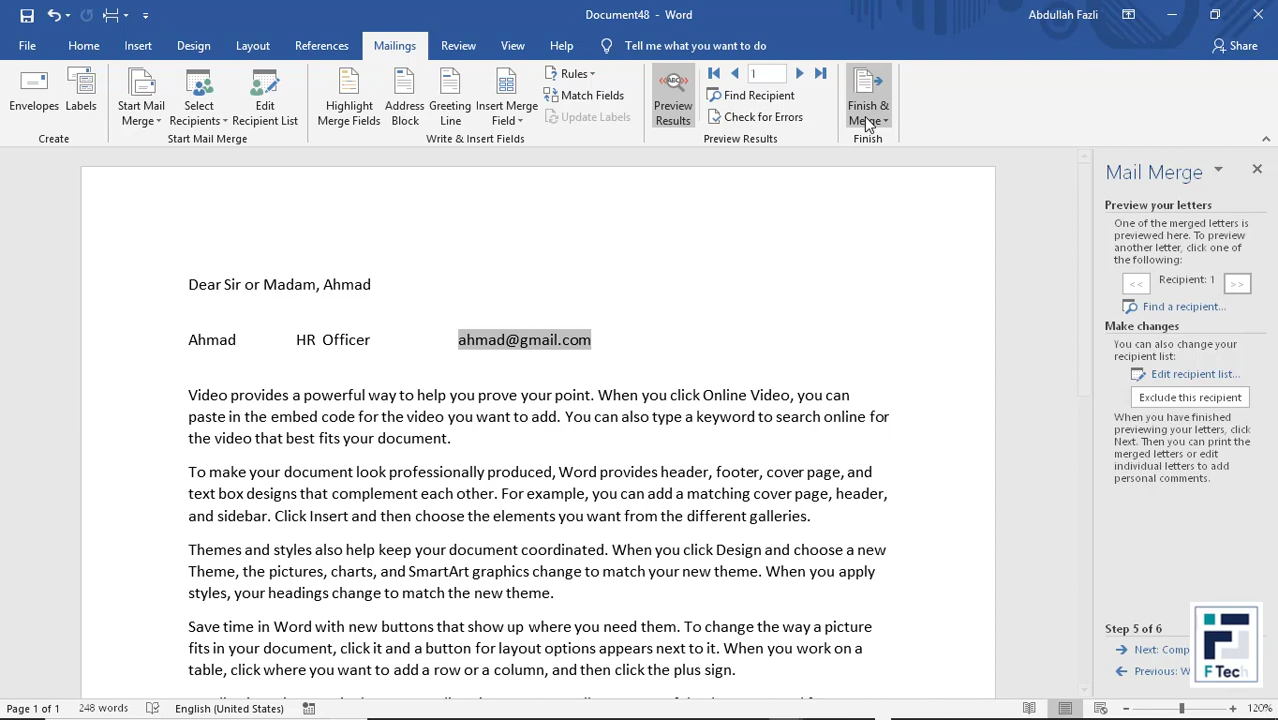 Document48 - Word
Abdullah Fazli
File Home Insert Design Layout References Mailings Review View Help Tell me what you want to do Share
Envelopes
Labels
Create
Start Mail Merge
Select Recipients
Edit Recipient List
Start Mail Merge
Highlight Merge Fields
Address Block
Greeting Line
Insert Merge Field
Rules
Match Fields
Update Labels
Write & Insert Fields
ABC
Preview Results
1
Find Recipient
Check for Errors
Preview Results
Finish & Merge
Finish
Dear Sir or Madam, Ahmad
Ahmad HR Officer ahmad@gmail.com
Video provides a powerful way to help you prove your point. When you click Online Video, you can
paste in the embed code for the video you want to add. You can also type a keyword to search online for
the video that best fits your document.
To make your document look professionally produced, Word provides header, footer, cover page, and
text box designs that complement each other. For example, you can add a matching cover page, header,
and sidebar. Click Insert and then choose the elements you want from the different galleries.
Themes and styles also help keep your document coordinated. When you click Design and choose a new
Theme, the pictures, charts, and SmartArt graphics change to match your new theme. When you apply
styles, your headings change to match the new theme.
Save time in Word with new buttons that show up where you need them. To change the way a picture
fits in your document, click it and a button for layout options appears next to it. When you work on a
table, click where you want to add a row or a column, and then click the plus sign.
Mail Merge
Preview your letters
One of the merged letters is
previewed here. To preview
another letter, click one of
the following:
<< Recipient: 1 >>
Find a recipient...
Make changes
You can also change your
recipient list:
Edit recipient list...
Exclude this recipient
When you have finished
previewing your letters, click
Next. Then you can print the
merged letters or edit
individual letters to add
personal comments.
Step 5 of 6
Next: Comp
Previous: W
F Tech
Page 1 of 1 248 words English (United States) 120%